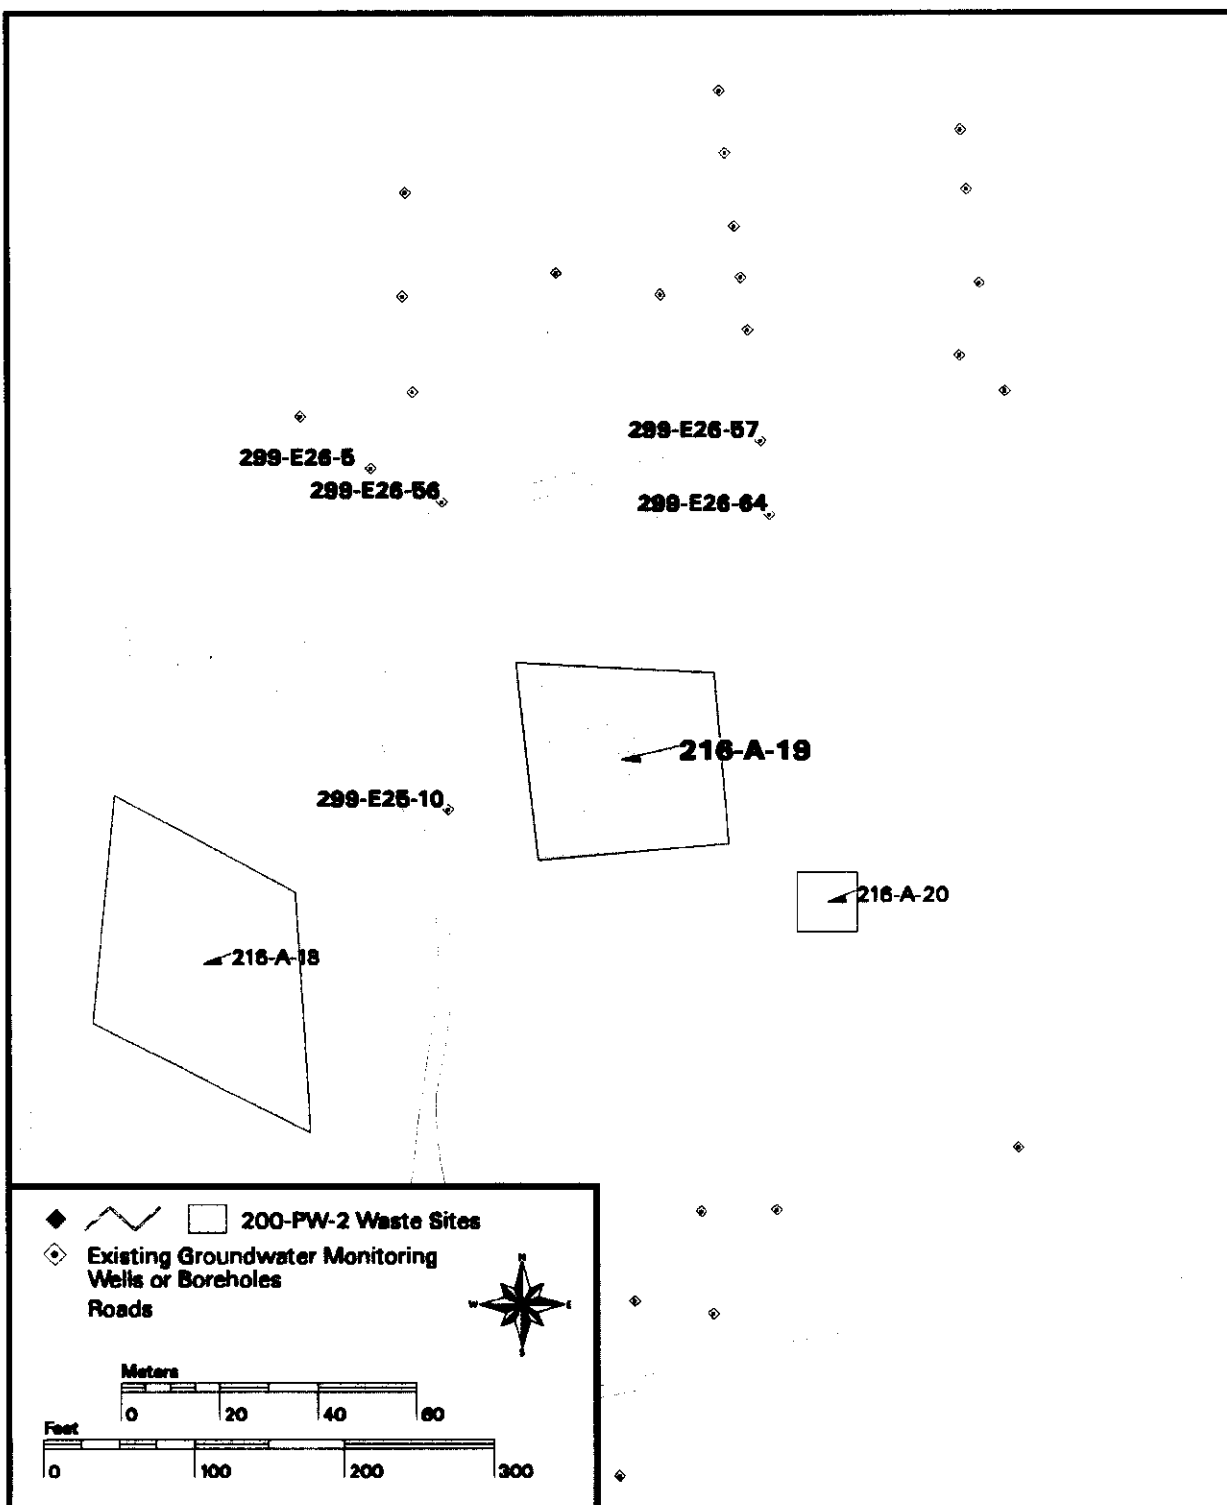 299-E26-57
299-E26-5
299-E26-56
299-E26-64
216-A-19
299-E25-10
216-A-20
216-A-18
200-PW-2 Waste Sites
Existing Groundwater Monitoring
Wells or Boreholes
Roads
N
W
E
S
Meters
0 20 40 60
Feet
0 100 200 300